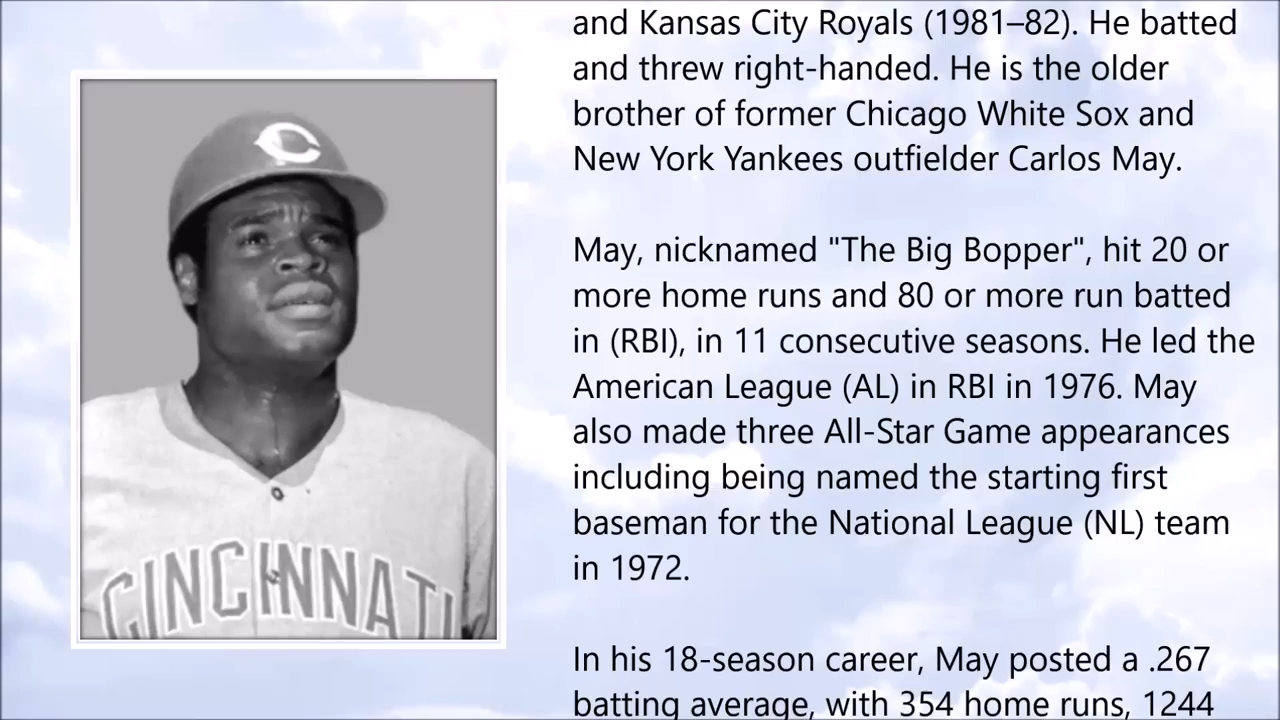 and Kansas City Royals (1981–82). He batted
and threw right-handed. He is the older
brother of former Chicago White Sox and
New York Yankees outfielder Carlos May.
May, nicknamed "The Big Bopper", hit 20 or
more home runs and 80 or more run batted
in (RBI), in 11 consecutive seasons. He led the
American League (AL) in RBI in 1976. May
also made three All-Star Game appearances
including being named the starting first
baseman for the National League (NL) team
in 1972.
In his 18-season career, May posted a .267
batting average, with 354 home runs, 1244
C
CINCINNATI